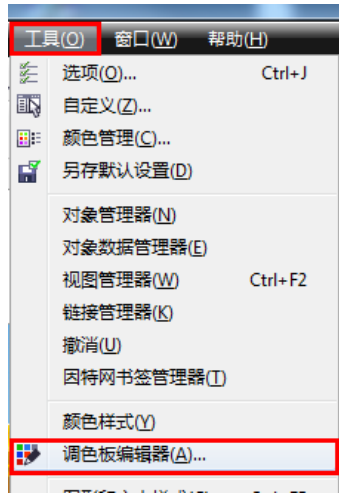 工具(O) 窗口(W) 帮助(H)
选项(O)... Ctrl+J
自定义(Z)...
颜色管理(C)...
另存默认设置(D)
对象管理器(N)
对象数据管理器(E)
视图管理器(W) Ctrl+F2
链接管理器(K)
撤消(U)
因特网书签管理器(T)
颜色样式(Y)
调色板编辑器(A)...